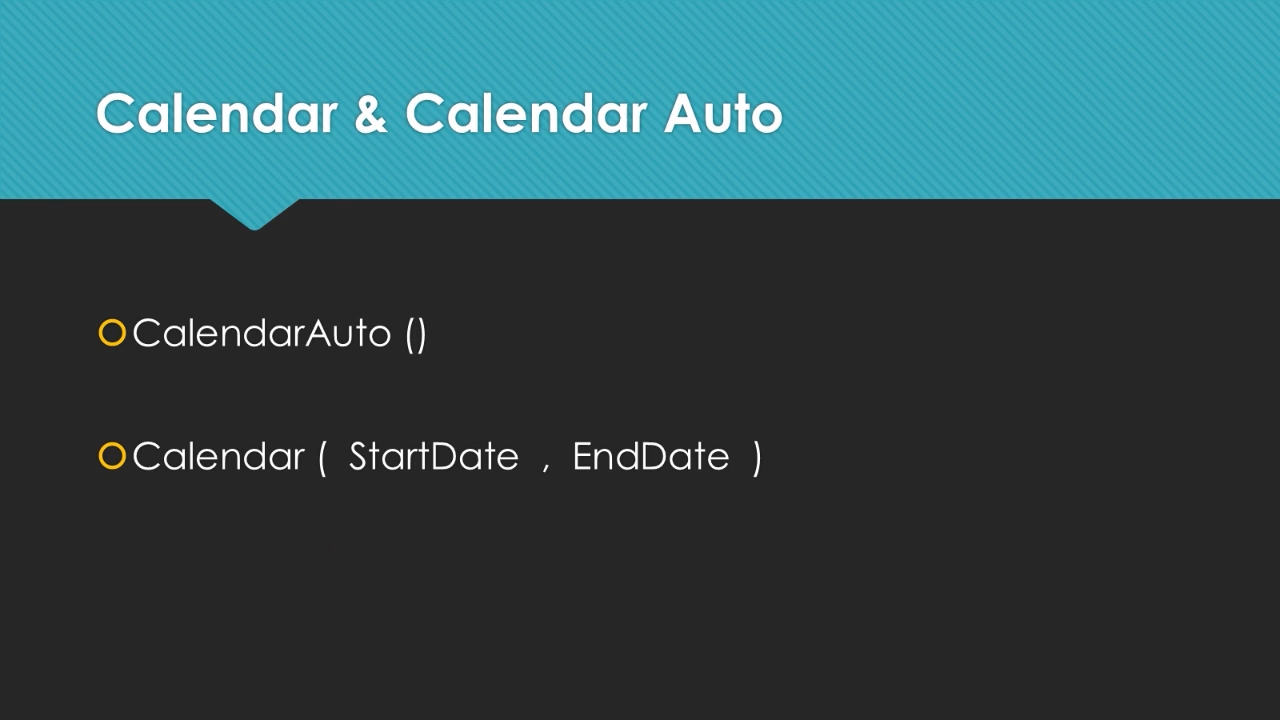 Calendar & Calendar Auto
CalendarAuto ()
Calendar ( StartDate , EndDate )